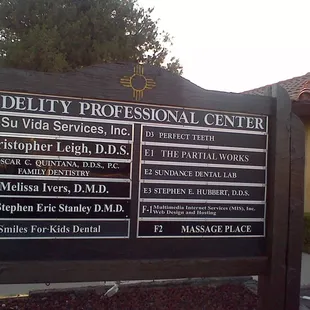 DELITY PROFESSIONAL CENTER
Su Vida Services, Inc.
ristopher Leigh, D.D.S.
SCAR C. QUINTANA, D.D.S., P.C.
FAMILY DENTISTRY
Melissa Ivers, D.M.D.
Stephen Eric Stanley D.M.D.
Smiles For Kids Dental
D3 PERFECT TEETH
E1 THE PARTIAL WORKS
E2 SUNDANCE DENTAL LAB
E3 STEPHEN E. HUBBERT, D.D.S.
F-1 Multimedia Internet Services (MIS), Inc.
Web Design and Hosting
F2 MASSAGE PLACE